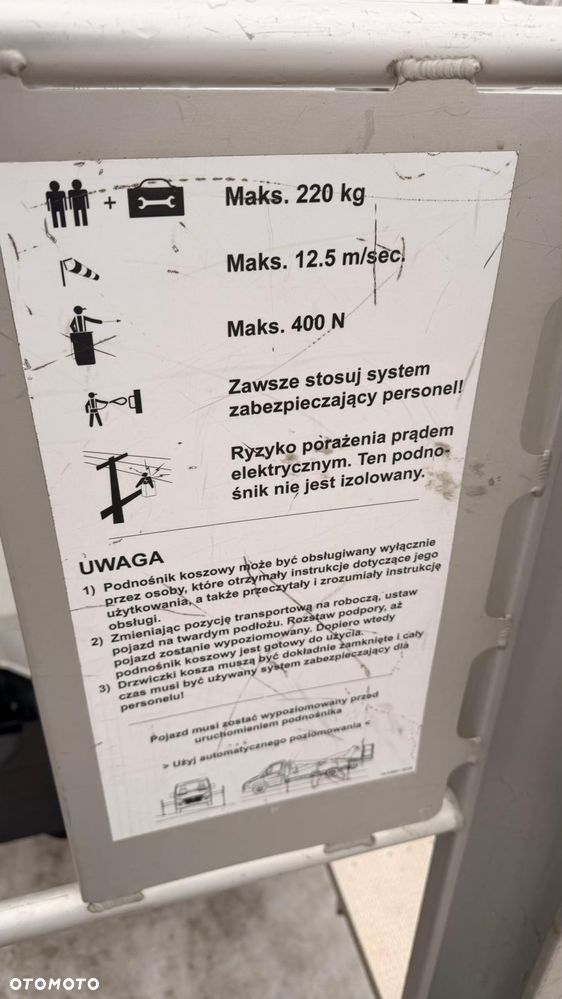 + Maks. 220 kg
Maks. 12.5 m/sec.
Maks. 400 N
Zawsze stosuj system
zabezpieczający personel!
Ryzyko porażenia prądem
elektrycznym. Ten podno-
śnik nie jest izolowany.
UWAGA
1) Podnośnik koszowy może być obsługiwany wyłącznie
przez osoby, które otrzymały instrukcje dotyczące jego
użytkowania, a także przeczytały i zrozumiały instrukcję
obsługi.
2) Zmieniając pozycję transportową na roboczą, ustaw
pojazd na twardym podłożu. Rozstaw podpory, aż
pojazd zostanie wypoziomowany. Dopiero wtedy
podnośnik koszowy jest gotowy do użycia.
3) Drzwiczki kosza muszą być dokładnie zamknięte i cały
czas musi być używany system zabezpieczający dla
personelu!
Pojazd musi zostać wypoziomowany przed
uruchomieniem podnośnika
> Użyj automatycznego poziomowania <
OTOMOTO